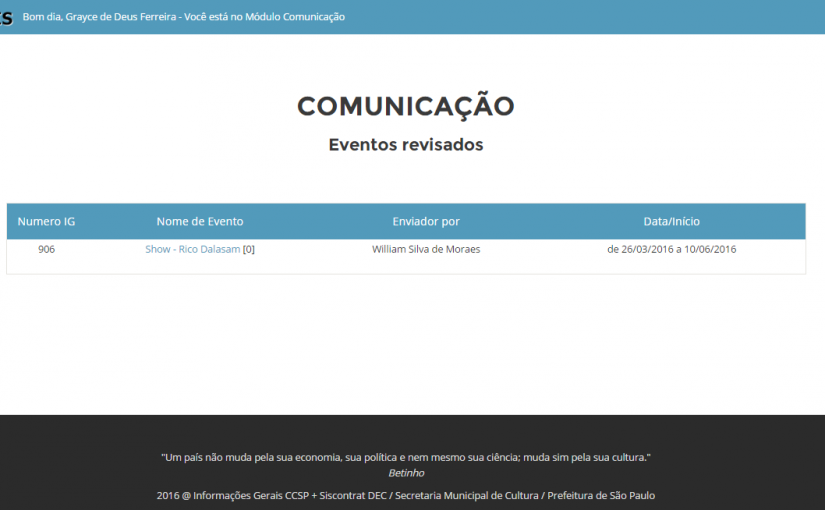 Bom dia, Grayce de Deus Ferreira - Você está no Módulo Comunicação
COMUNICAÇÃO
Eventos revisados
Numero IG Nome de Evento Enviador por Data/Início
906 Show - Rico Dalasam [0] William Silva de Moraes de 26/03/2016 a 10/06/2016
"Um país não muda pela sua economia, sua política e nem mesmo sua ciência; muda sim pela sua cultura."
Betinho
2016 @ Informações Gerais CCSP + Siscontrat DEC / Secretaria Municipal de Cultura / Prefeitura de São Paulo